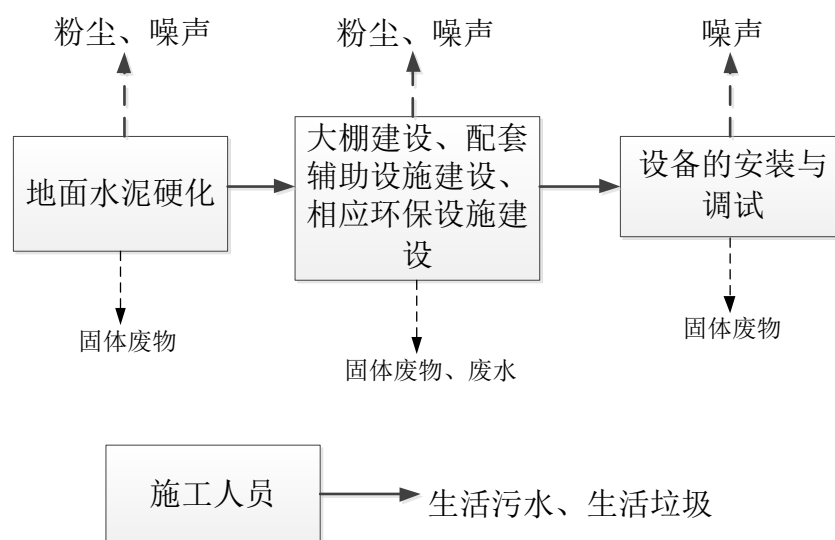 粉尘、噪声
粉尘、噪声
噪声
地面水泥硬化
大棚建设、配套
辅助设施建设、
相应环保设施建
设
设备的安装与
调试
固体废物
固体废物、废水
固体废物
施工人员
生活污水、生活垃圾